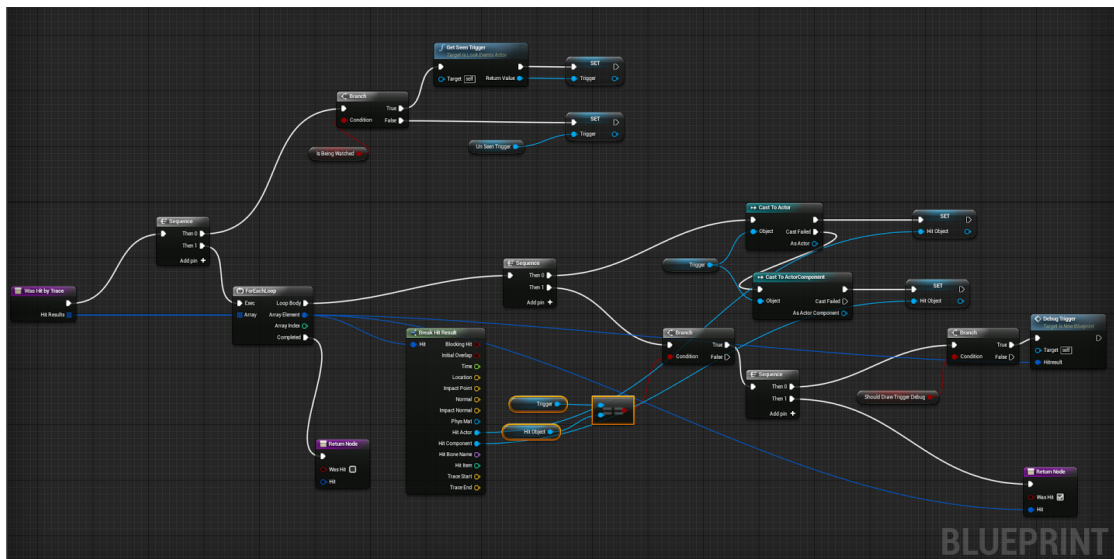 Get Seen Trigger
Target is Look Events Actor
Target self
Return Value
SET
Trigger
Branch
True
Condition
False
SET
Trigger
Is Being Watched
Un Seen Trigger
Sequence
Then 0
Then 1
Add pin +
Cast To Actor
Object
Cast Failed
As Actor
SET
Hit Object
Trigger
Sequence
Then 0
Then 1
Add pin +
Cast To ActorComponent
Object
Cast Failed
As Actor Component
SET
Hit Object
Was Hit by Trace
Hit Results
ForEachLoop
Exec
Loop Body
Array
Array Element
Array Index
Completed
Break Hit Result
Hit
Blocking Hit
Initial Overlap
Time
Location
Impact Point
Normal
Impact Normal
Phys Mat
Hit Actor
Hit Component
Hit Bone Name
Hit Item
Trace Start
Trace End
Trigger
Hit Object
==
Branch
True
Condition
False
Sequence
Then 0
Then 1
Add pin +
Branch
True
Condition
False
Should Draw Trigger Debug
Debug Trigger
Target is New Blueprint
Target self
Hitresult
Return Node
Was Hit
Hit
Return Node
Was Hit
Hit
BLUEPRINT